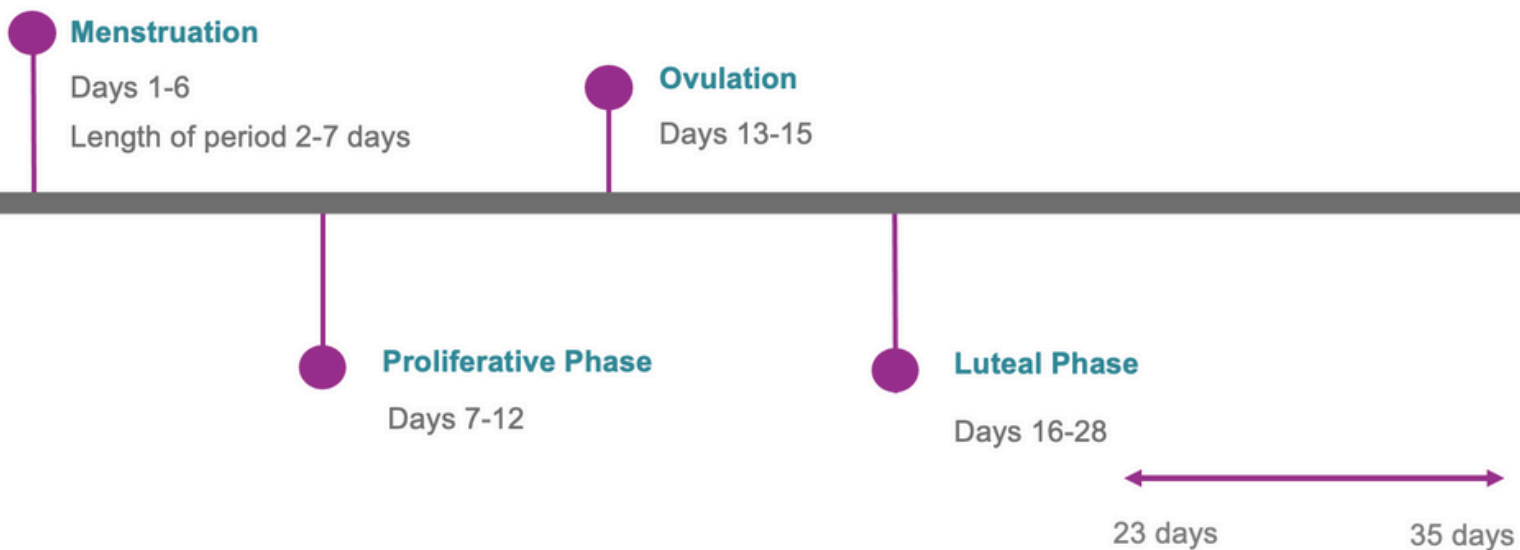 Menstruation
Days 1-6
Length of period 2-7 days
Ovulation
Days 13-15
Proliferative Phase
Days 7-12
Luteal Phase
Days 16-28
23 days
35 days